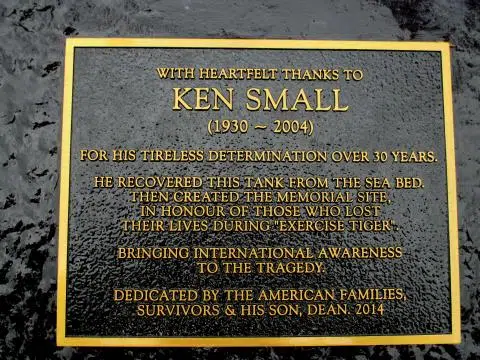 WITH HEARTFELT THANKS TO
KEN SMALL
(1930 ~ 2004)
FOR HIS TIRELESS DETERMINATION OVER 30 YEARS.
HE RECOVERED THIS TANK FROM THE SEA BED.
THEN CREATED THE MEMORIAL SITE,
IN HONOUR OF THOSE WHO LOST
THEIR LIVES DURING "EXERCISE TIGER".
BRINGING INTERNATIONAL AWARENESS
TO THE TRAGEDY.
DEDICATED BY THE AMERICAN FAMILIES,
SURVIVORS & HIS SON, DEAN. 2014